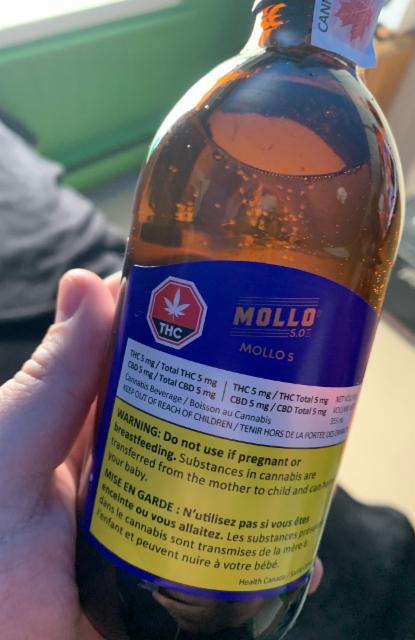 CAN
THC
MOLLO
5.0
MOLLO 5
THC 5 mg / Total THC 5 mg
CBD 5 mg / Total CBD 5 mg
THC 5 mg / THC Total 5 mg
CBD 5 mg / CBD Total 5 mg
Cannabis Beverage / Boisson au Cannabis
KEEP OUT OF REACH OF CHILDREN / TENIR HORS DE LA PORTÉE DES
NET
355
WARNING: Do not use if pregnant or
breastfeeding. Substances in cannabis are
transferred from the mother to child and can
your baby.
MISE EN GARDE : N'utilisez pas si vous êtes
enceinte ou vous allaitez. Les substances
dans le cannabis sont transmises de la mère à
l'enfant et peuvent nuire à votre bébé.
Health Canada /